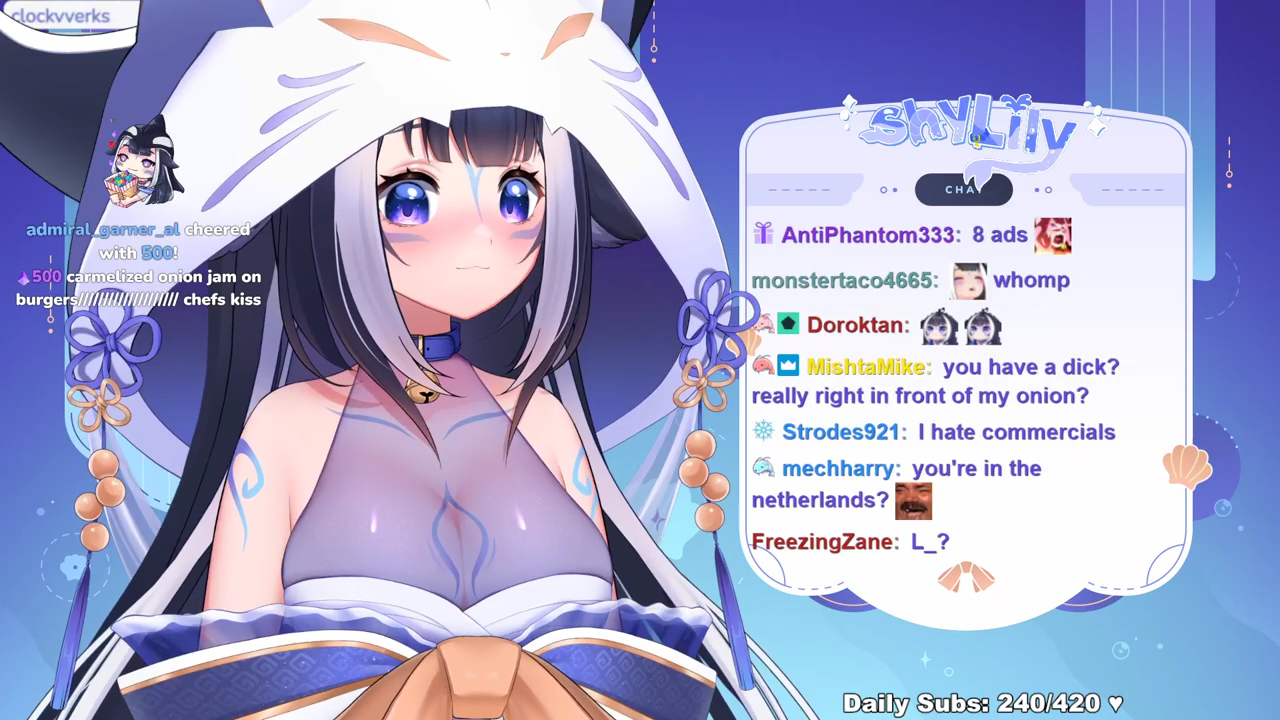 clockvverks
admiral_garner_al cheered
with 500!
500 carmelized onion jam on
burgers////////////////// chefs kiss
shyLily
CHAT
AntiPhantom333: 8 ads
monstertaco4665: whomp
Doroktan:
MishtaMike: you have a dick?
really right in front of my onion?
Strodes921: I hate commercials
mechharry: you're in the
netherlands?
FreezingZane: L_?
Daily Subs: 240/420 ♥